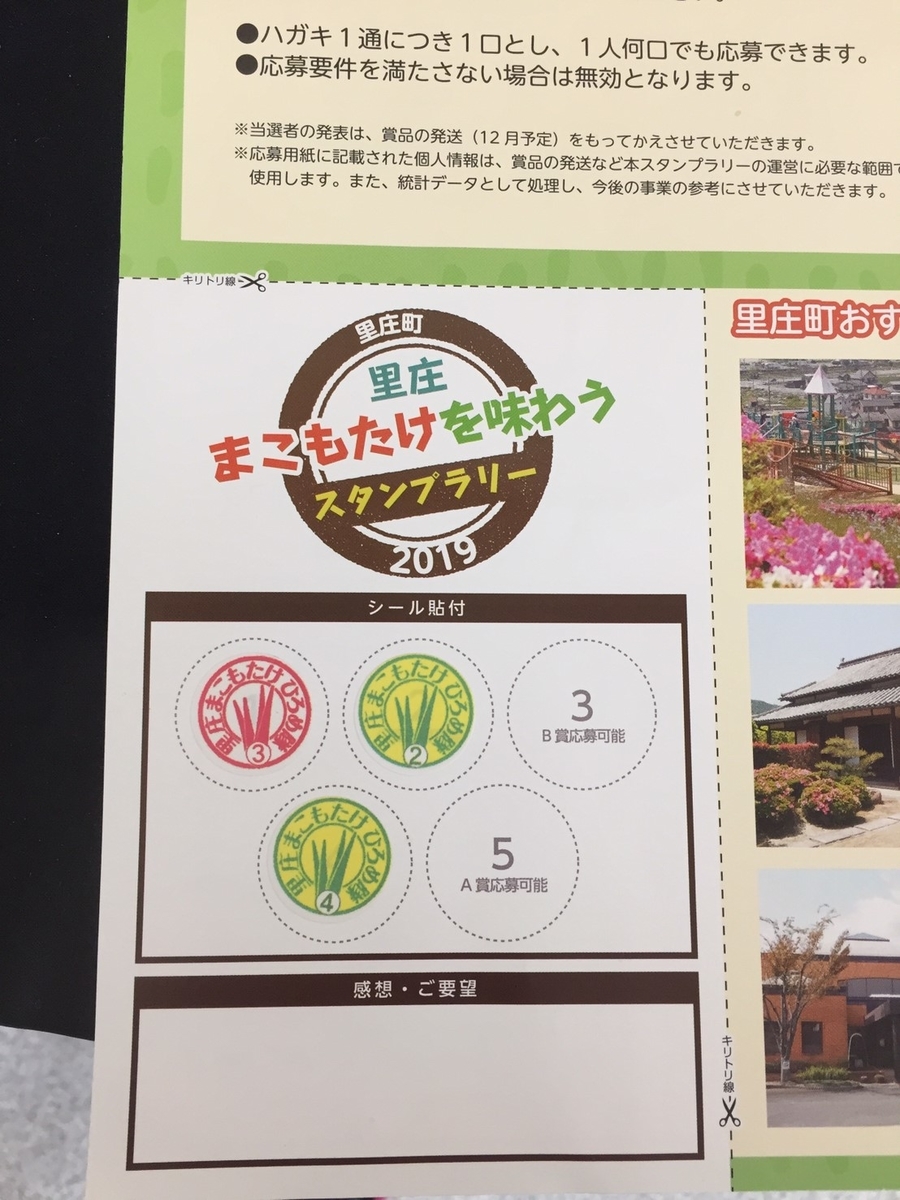 ●ハガキ1通につき1口とし、1人何口でも応募できます。
●応募要件を満たさない場合は無効となります。
※当選者の発表は、賞品の発送（12月予定）をもってかえさせていただきます。
※応募用紙に記載された個人情報は、賞品の発送など本スタンプラリーの運営に必要な範囲で
使用します。また、統計データとして処理し、今後の事業の参考にさせていただきます。
キリトリ線
里庄町
里庄
まこもたけを味わう
スタンプラリー
2019
里庄町おす
シール貼付
里庄まこもたけひろめ隊
3
里庄まこもたけひろめ隊
2
3
B賞応募可能
里庄まこもたけひろめ隊
4
5
A賞応募可能
感想・ご要望
キリトリ線